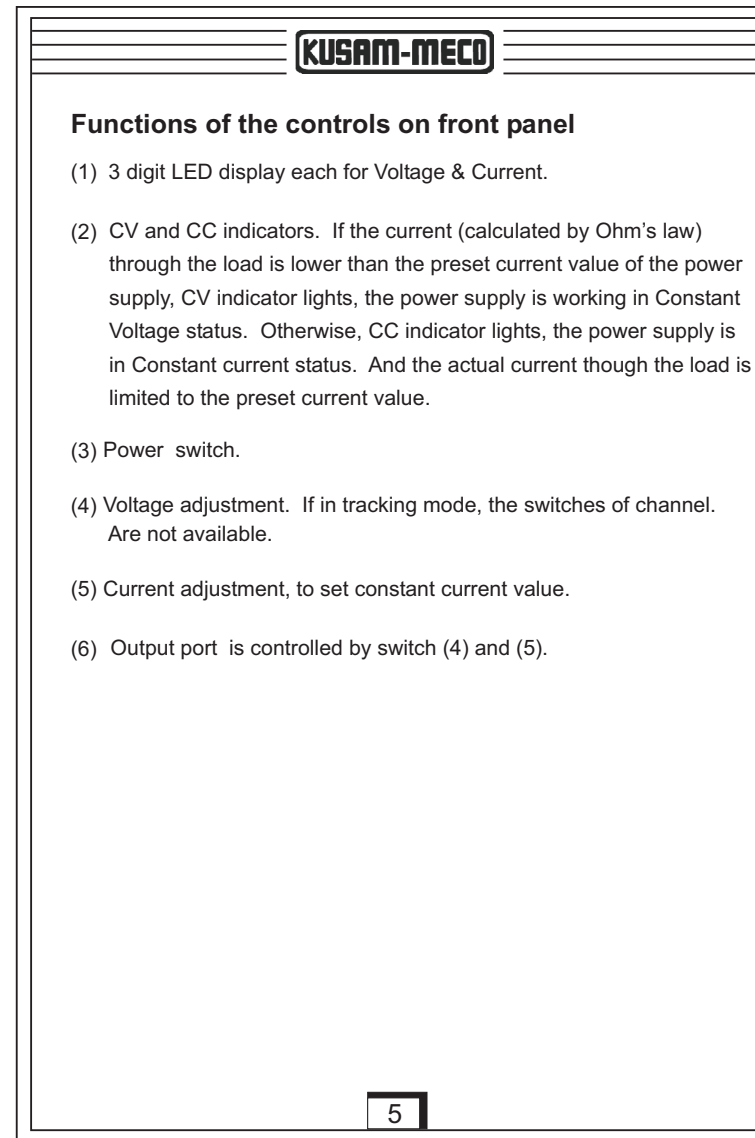 KUSAM-MECO
Functions of the controls on front panel
(1) 3 digit LED display each for Voltage & Current.
(2) CV and CC indicators. If the current (calculated by Ohm's law)
through the load is lower than the preset current value of the power
supply, CV indicator lights, the power supply is working in Constant
Voltage status. Otherwise, CC indicator lights, the power supply is
in Constant current status. And the actual current though the load is
limited to the preset current value.
(3) Power switch.
(4) Voltage adjustment. If in tracking mode, the switches of channel.
Are not available.
(5) Current adjustment, to set constant current value.
(6) Output port is controlled by switch (4) and (5).
5